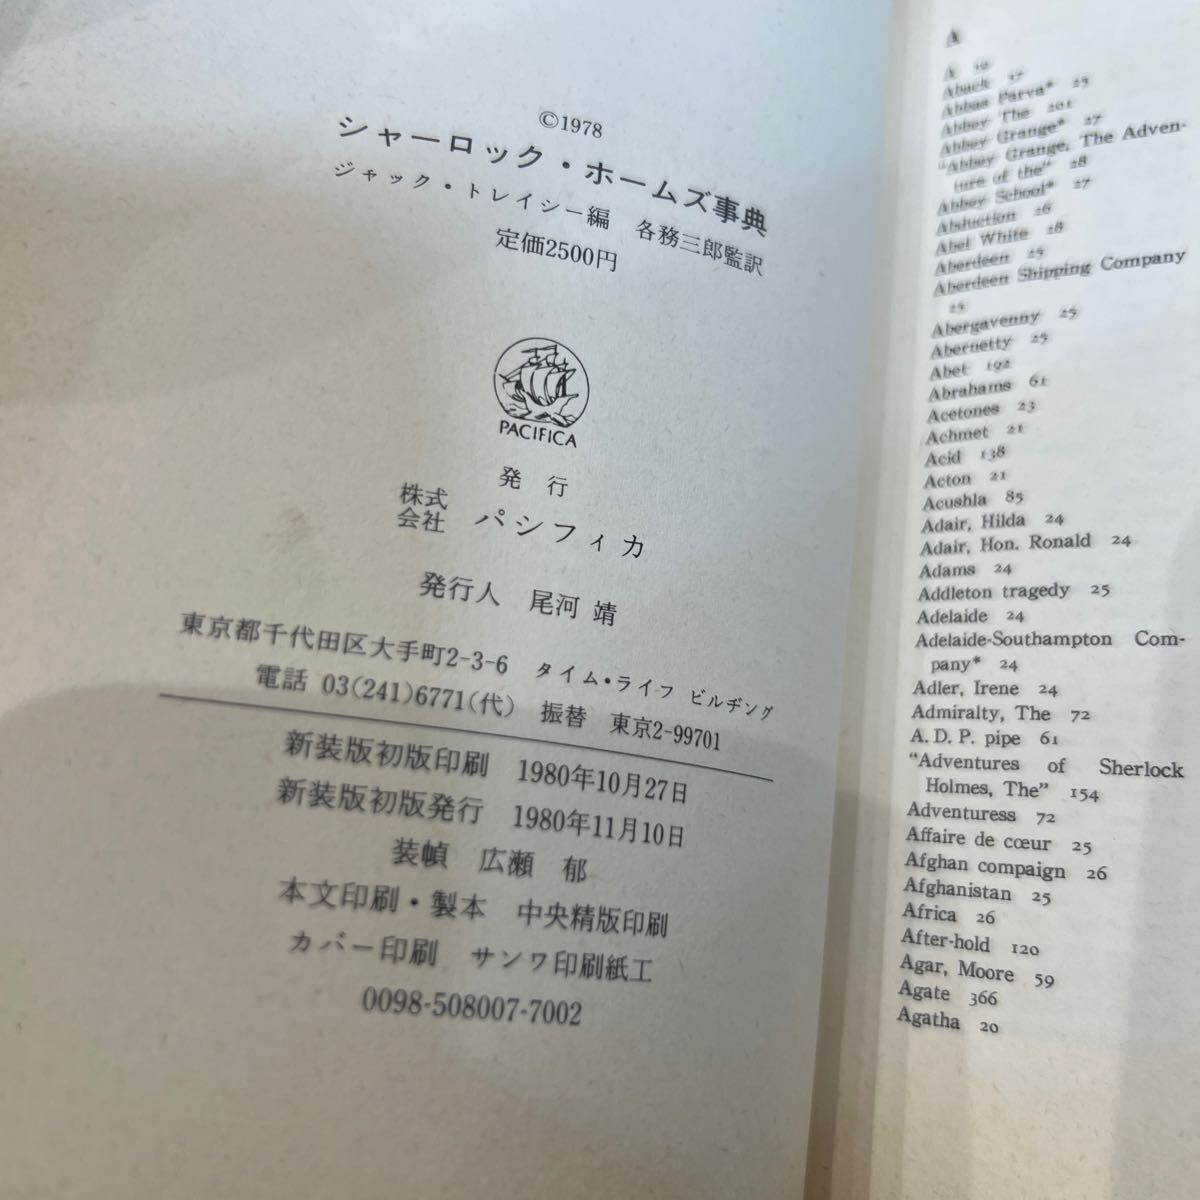 ©1978
シャーロック・ホームズ事典
ジャック・トレイシー編 各務三郎監訳
定価2500円
PACIFICA
発行
株式会社 パシフィカ
発行人 尾河 靖
東京都千代田区大手町2-3-6 タイム・ライフ ビルヂング
電話 03(241)6771(代) 振替 東京2-99701
新装版初版印刷 1980年10月27日
新装版初版発行 1980年11月10日
装幀 広瀬 郁
本文印刷・製本 中央精版印刷
カバー印刷 サンワ印刷紙工
0098-508007-7002
A
A 19
Aback 17
Abbas Parva* 23
Abbey The 201
Abbey Grange* 27
"Abbey Grange, The Adven-
ture of the" 28
Abbey School* 27
Abduction 26
Abel White 28
Aberdeen 25
Aberdeen Shipping Company
25
Abergavenny 25
Abernetty 25
Abet 192
Abrahams 61
Acetones 23
Achmet 21
Acid 138
Acton 21
Acushla 85
Adair, Hilda 24
Adair, Hon. Ronald 24
Adams 24
Addleton tragedy 25
Adelaide 24
Adelaide-Southampton Com-
pany* 24
Adler, Irene 24
Admiralty, The 72
A. D. P. pipe 61
"Adventures of Sherlock
Holmes, The" 154
Adventuress 72
Affaire de cœur 25
Afghan compaign 26
Afghanistan 25
Africa 26
After-hold 120
Agar, Moore 59
Agate 366
Agatha 20